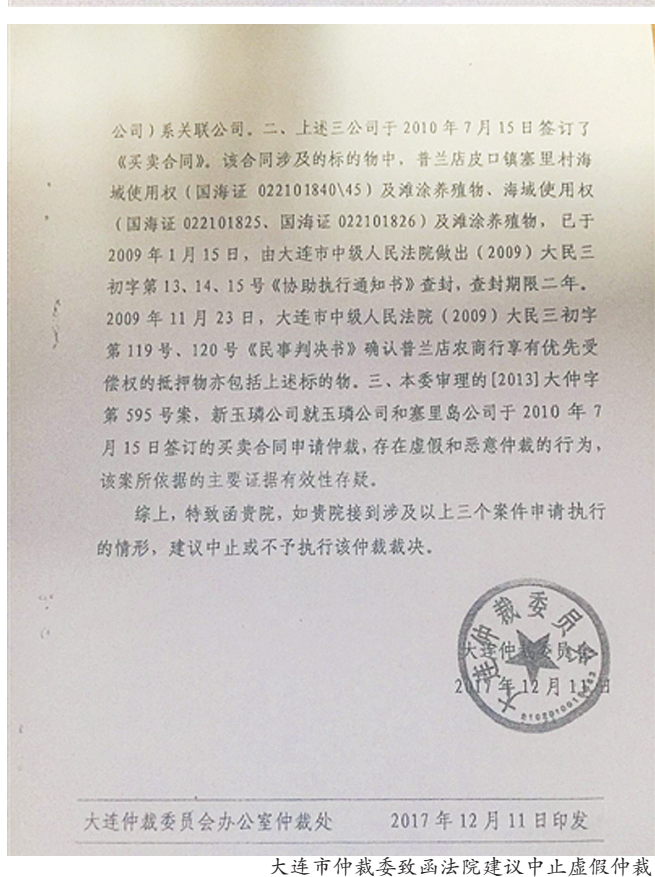 公司)系关联公司。二、上述三公司于2010年7月15日签订了
《买卖合同》。该合同涉及的标的物中，普兰店皮口镇塞里村海
域使用权(国海证 022101840\45)及滩涂养殖物、海域使用权
(国海证 022101825、国海证 022101826)及滩涂养殖物，已于
2009年1月15日，由大连市中级人民法院做出(2009)大民三
初字第13、14、15号《协助执行通知书》查封，查封期限二年。
2009年11月23日，大连市中级人民法院(2009)大民三初字
第119号、120号《民事判决书》确认普兰店农商行享有优先受
偿权的抵押物亦包括上述标的物。三、本委审理的[2013]大仲字
第595号案，新玉璘公司就玉璘公司和塞里岛公司于2010年7
月15日签订的买卖合同申请仲裁，存在虚假和恶意仲裁的行为，
该案所依据的主要证据有效性存疑。
综上，特致函贵院，如贵院接到涉及以上三个案件申请执行
的情形，建议中止或不予执行该仲裁裁决。
大连仲裁委员会
大连仲裁委员会
2017年12月11日
大连仲裁委员会办公室仲裁处 2017年12月11日印发
大连市仲裁委致函法院建议中止虚假仲裁